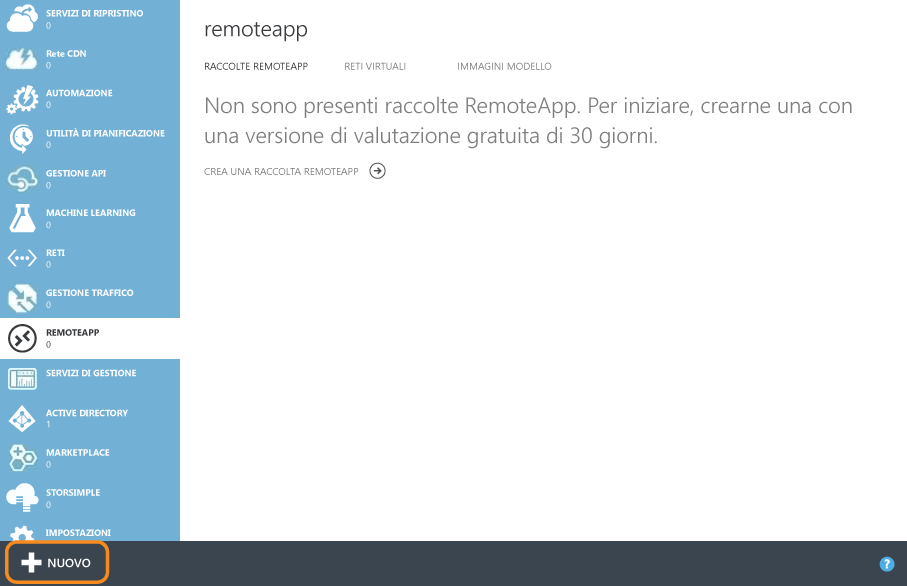 SERVIZI DI RIPRISTINO
0
Rete CDN
0
AUTOMAZIONE
0
UTILITÀ DI PIANIFICAZIONE
0
GESTIONE API
0
MACHINE LEARNING
0
RETI
0
GESTIONE TRAFFICO
0
REMOTEAPP
0
SERVIZI DI GESTIONE
ACTIVE DIRECTORY
1
MARKETPLACE
0
STORSIMPLE
0
IMPOSTAZIONI
remoteapp
RACCOLTE REMOTEAPP RETI VIRTUALI IMMAGINI MODELLO
Non sono presenti raccolte RemoteApp. Per iniziare, crearne una con
una versione di valutazione gratuita di 30 giorni.
CREA UNA RACCOLTA REMOTEAPP
NUOVO
?